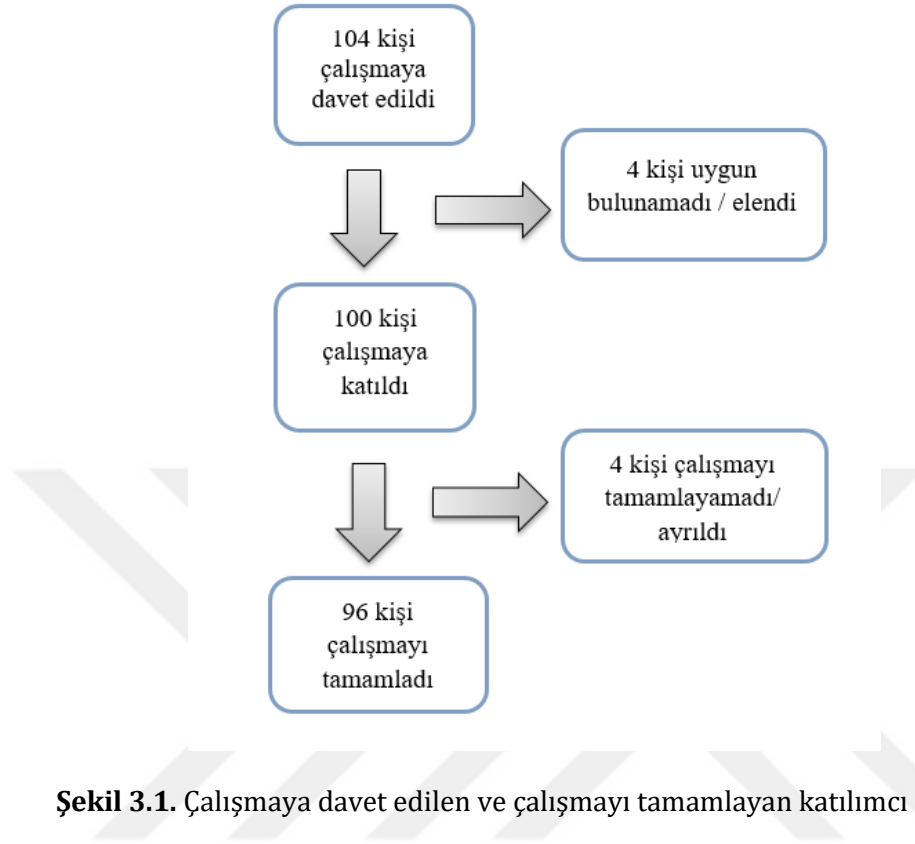 104 kişi
çalışmaya
davet edildi
4 kişi uygun
bulunamadı / elendi
100 kişi
çalışmaya
katıldı
4 kişi çalışmayı
tamamlayamadı/
ayrıldı
96 kişi
çalışmayı
tamamladı
Şekil 3.1. Çalışmaya davet edilen ve çalışmayı tamamlayan katılımcı